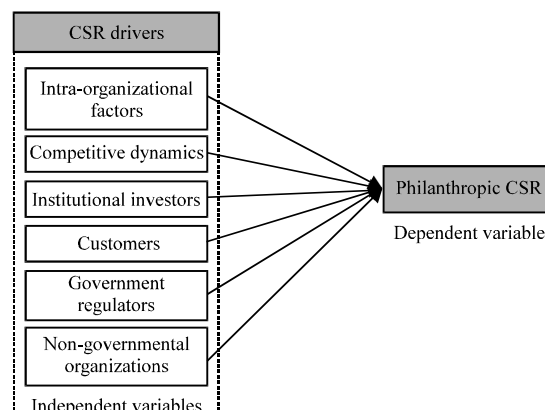 CSR drivers
Intra-organizational
factors
Competitive dynamics
Institutional investors
Customers
Government
regulators
Non-governmental
organizations
Independent variables
Philanthropic CSR
Dependent variable